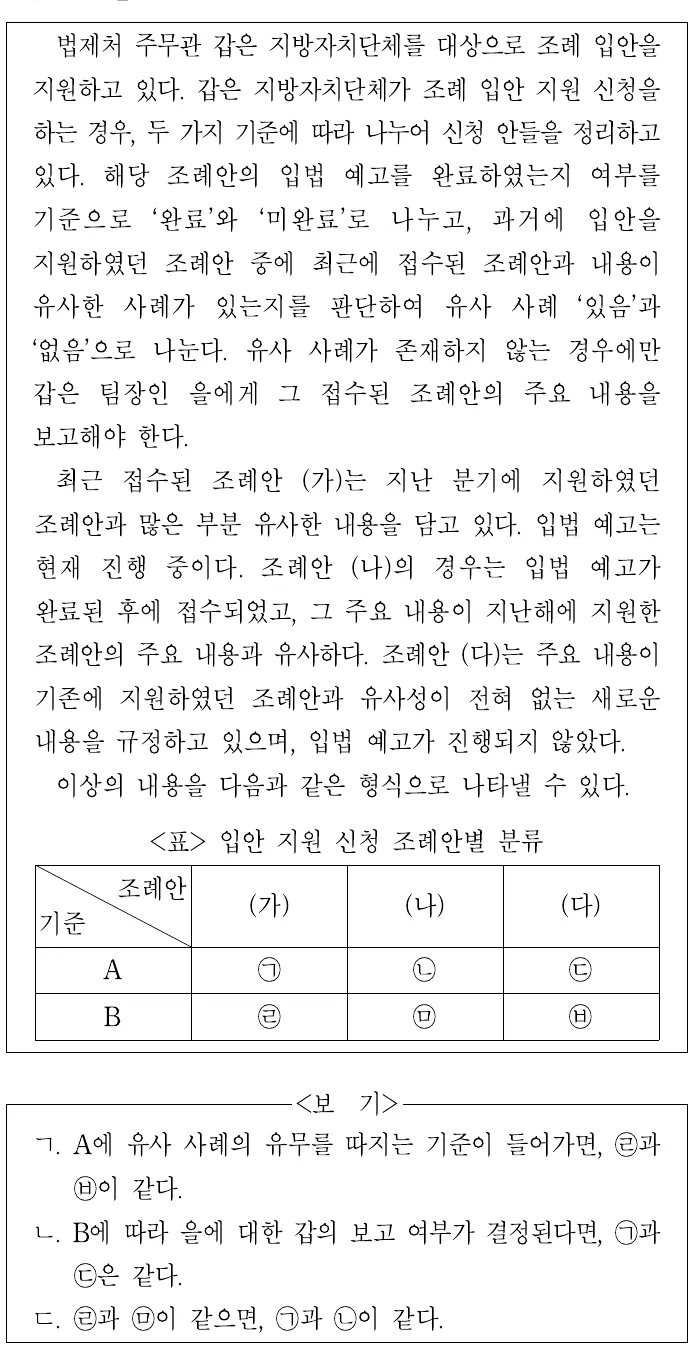 법제처 주무관 갑은 지방자치단체를 대상으로 조례 입안을
지원하고 있다. 갑은 지방자치단체가 조례 입안 지원 신청을
하는 경우, 두 가지 기준에 따라 나누어 신청 안들을 정리하고
있다. 해당 조례안의 입법 예고를 완료하였는지 여부를
기준으로 ‘완료’와 ‘미완료’로 나누고, 과거에 입안을
지원하였던 조례안 중에 최근에 접수된 조례안과 내용이
유사한 사례가 있는지를 판단하여 유사 사례 ‘있음’과
‘없음’으로 나눈다. 유사 사례가 존재하지 않는 경우에만
갑은 팀장인 을에게 그 접수된 조례안의 주요 내용을
보고해야 한다.
최근 접수된 조례안 (가)는 지난 분기에 지원하였던
조례안과 많은 부분 유사한 내용을 담고 있다. 입법 예고는
현재 진행 중이다. 조례안 (나)의 경우는 입법 예고가
완료된 후에 접수되었고, 그 주요 내용이 지난해에 지원한
조례안의 주요 내용과 유사하다. 조례안 (다)는 주요 내용이
기존에 지원하였던 조례안과 유사성이 전혀 없는 새로운
내용을 규정하고 있으며, 입법 예고가 진행되지 않았다.
이상의 내용을 다음과 같은 형식으로 나타낼 수 있다.
<표> 입안 지원 신청 조례안별 분류
조례안
기준
(가) (나) (다)
A ㉠ ㉡ ㉢
B ㉣ ㉤ ㉥
<보 기>
ㄱ. A에 유사 사례의 유무를 따지는 기준이 들어가면, ㉣과
㉥이 같다.
ㄴ. B에 따라 을에 대한 갑의 보고 여부가 결정된다면, ㉠과
㉢은 같다.
ㄷ. ㉣과 ㉤이 같으면, ㉠과 ㉡이 같다.